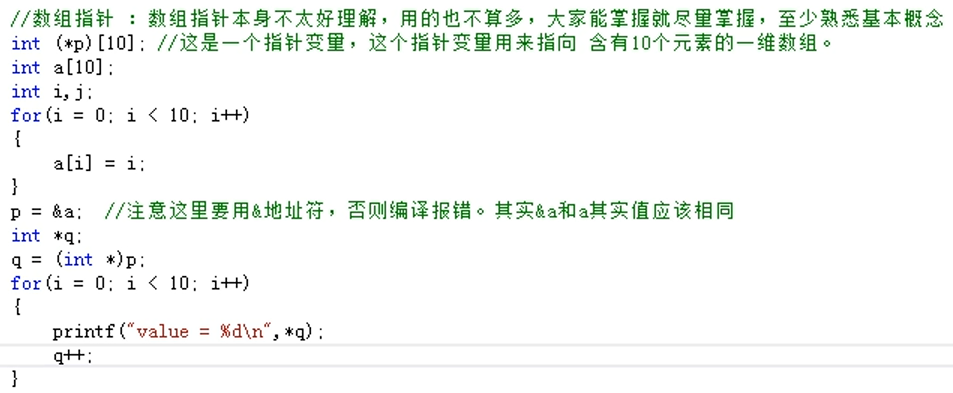 //数组指针 : 数组指针本身不太好理解，用的也不算多，大家能掌握就尽量掌握，至少熟悉基本概念
int (*p)[10]; //这是一个指针变量，这个指针变量用来指向 含有10个元素的一维数组。
int a[10];
int i,j;
for(i = 0; i < 10; i++)
{
    a[i] = i;
}
p = &a;  //注意这里要用&地址符，否则编译报错。其实&a和a其实值应该相同
int *q;
q = (int *)p;
for(i = 0; i < 10; i++)
{
    printf("value = %d\n",*q);
    q++;
}